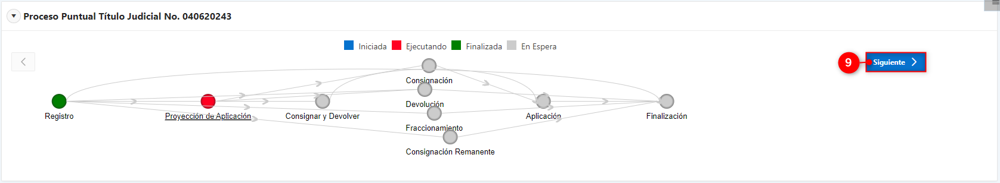 Proceso Puntual Título Judicial No. 040620243
Iniciada Ejecutando Finalizada En Espera
9 Siguiente
Consignación
Devolución
Registro Proyección de Aplicación Consignar y Devolver Aplicación Finalización
Fraccionamiento
Consignación Remanente